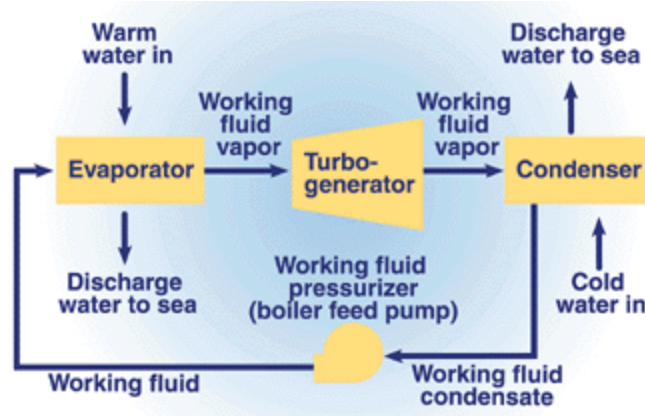 Warm
water in
Discharge
water to sea
Working
fluid
vapor
Working
fluid
vapor
Evaporator
Turbo-
generator
Condenser
Discharge
water to sea
Working fluid
pressurizer
(boiler feed pump)
Cold
water in
Working fluid
Working fluid
condensate